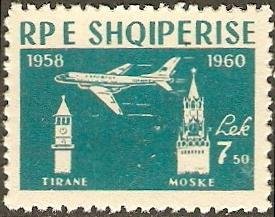 RP E SHQIPERISE
1958 1960
Lek
7 50
TIRANE MOSKE